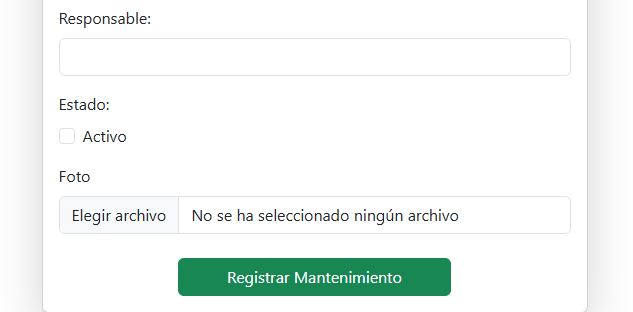 Responsable:
Estado:
Activo
Foto
Elegir archivo No se ha seleccionado ningún archivo
Registrar Mantenimiento